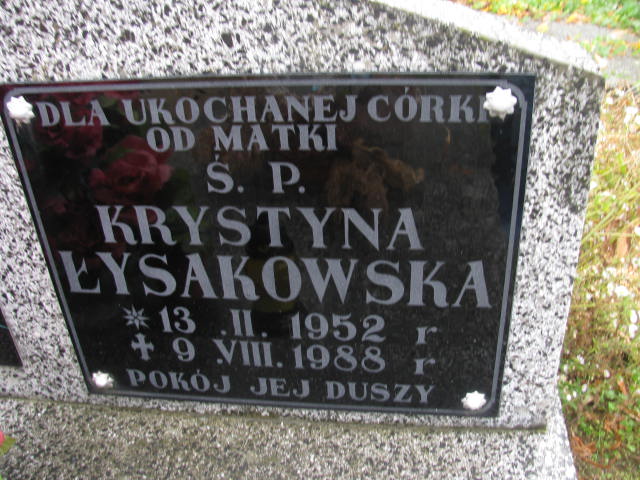 DLA UKOCHANEJ CÓRKI
OD MATKI
Ś. P.
KRYSTYNA
ŁYSAKOWSKA
13 .II. 1952 r
9 .VIII. 1988 r
POKÓJ JEJ DUSZY